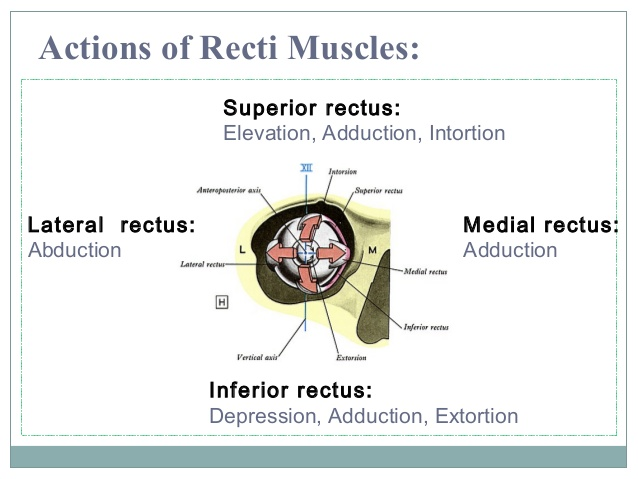 Actions of Recti Muscles:
Superior rectus:
Elevation, Adduction, Intortion
XII
Intorsion
Anteroposterior axis
Superior rectus
Lateral rectus:
Abduction
Medial rectus:
Adduction
L
M
Lateral rectus
Medial rectus
H
Inferior rectus
Vertical axis
Extorsion
Inferior rectus:
Depression, Adduction, Extortion